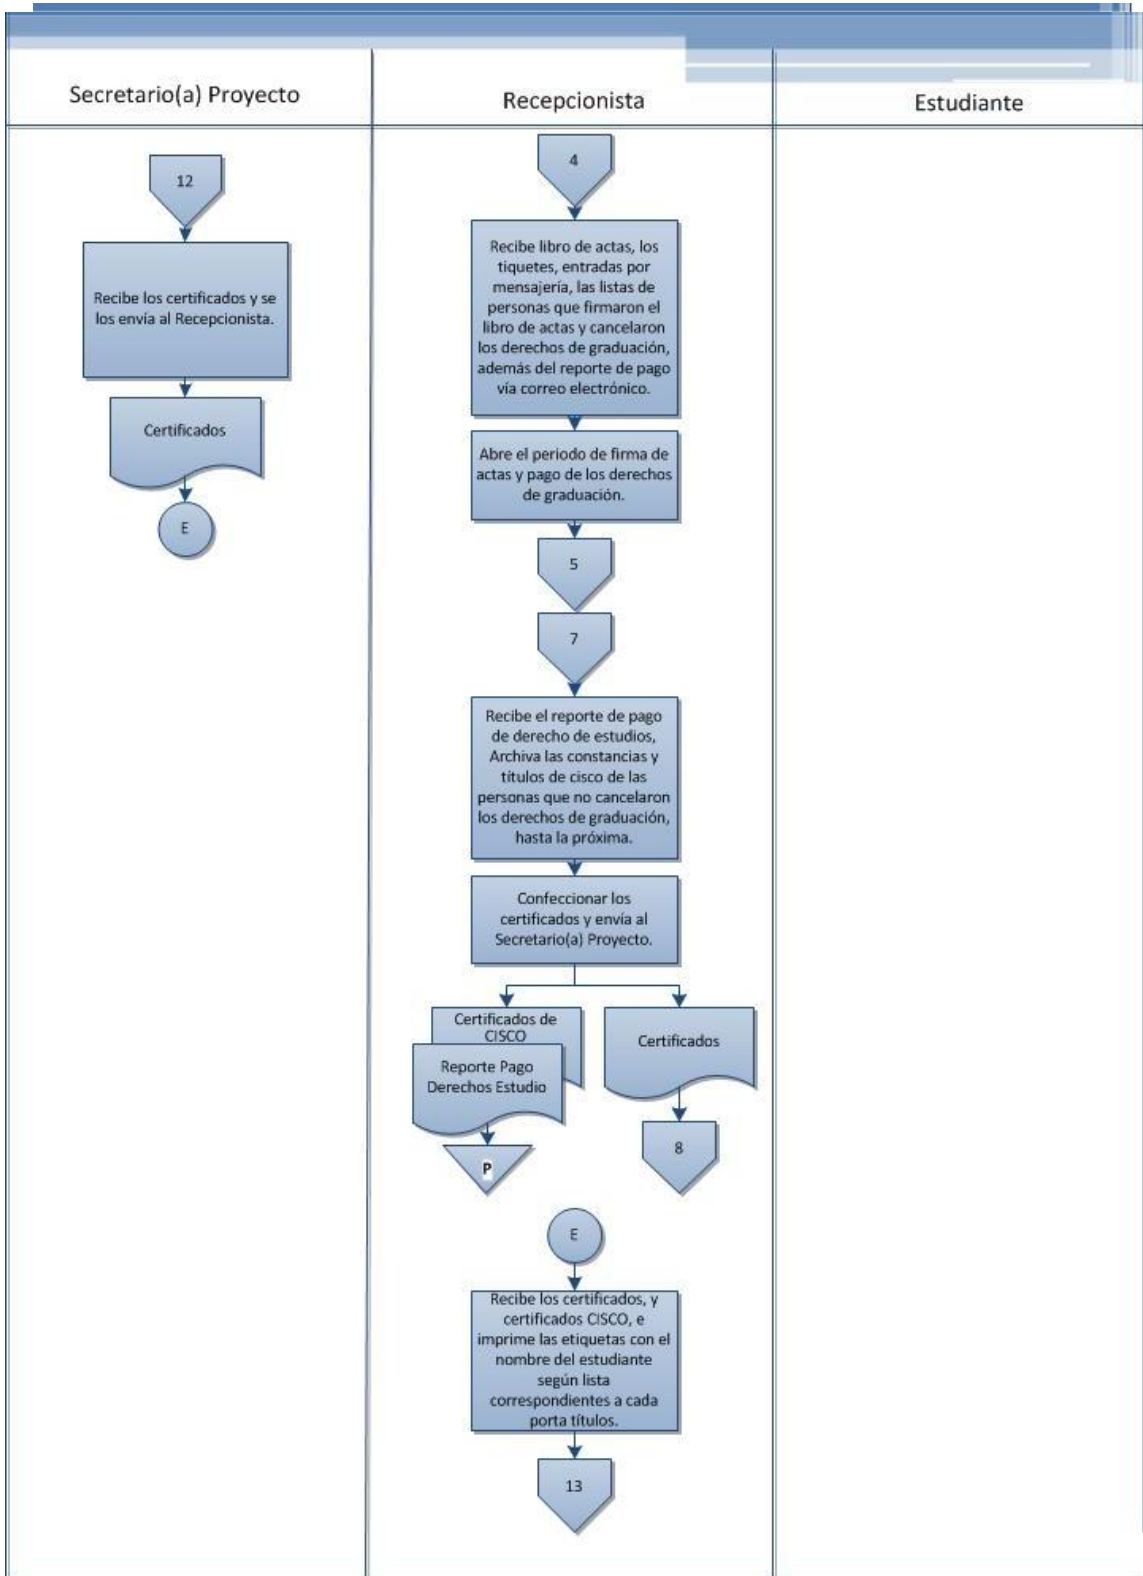 Secretario(a) Proyecto
Recepcionista
Estudiante
12
Recibe los certificados y se
los envía al Recepcionista.
Certificados
E
4
Recibe libro de actas, los
tiquetes, entradas por
mensajería, las listas de
personas que firmaron el
libro de actas y cancelaron
los derechos de graduación,
además del reporte de pago
vía correo electrónico.
Abre el periodo de firma de
actas y pago de los derechos
de graduación.
5
7
Recibe el reporte de pago
de derecho de estudios,
Archiva las constancias y
títulos de cisco de las
personas que no cancelaron
los derechos de graduación,
hasta la próxima.
Confeccionar los
certificados y envía al
Secretario(a) Proyecto.
Certificados de
CISCO
Reporte Pago
Derechos Estudio
P
Certificados
8
E
Recibe los certificados, y
certificados CISCO, e
imprime las etiquetas con el
nombre del estudiante
según lista
correspondientes a cada
porta títulos.
13